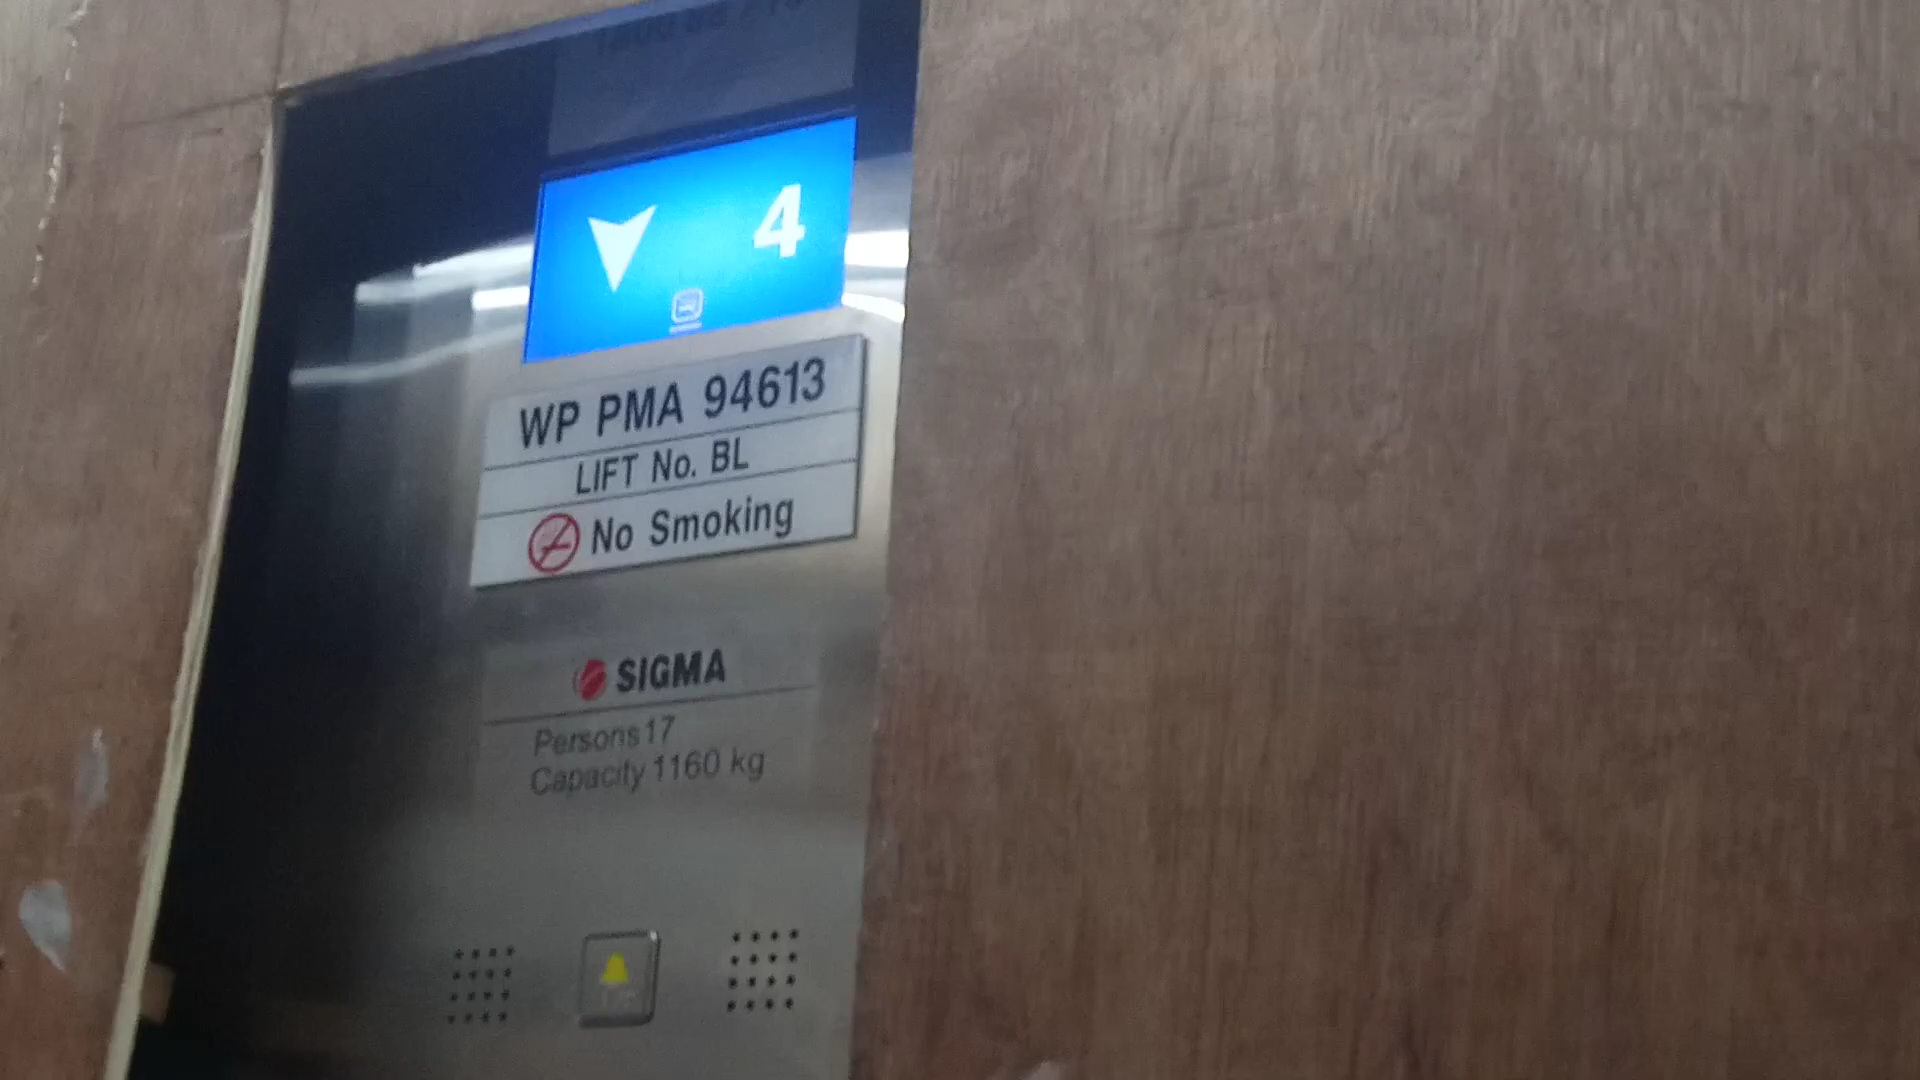 4
WP PMA 94613
LIFT No. BL
No Smoking
SIGMA
Persons 17
Capacity 1160 kg